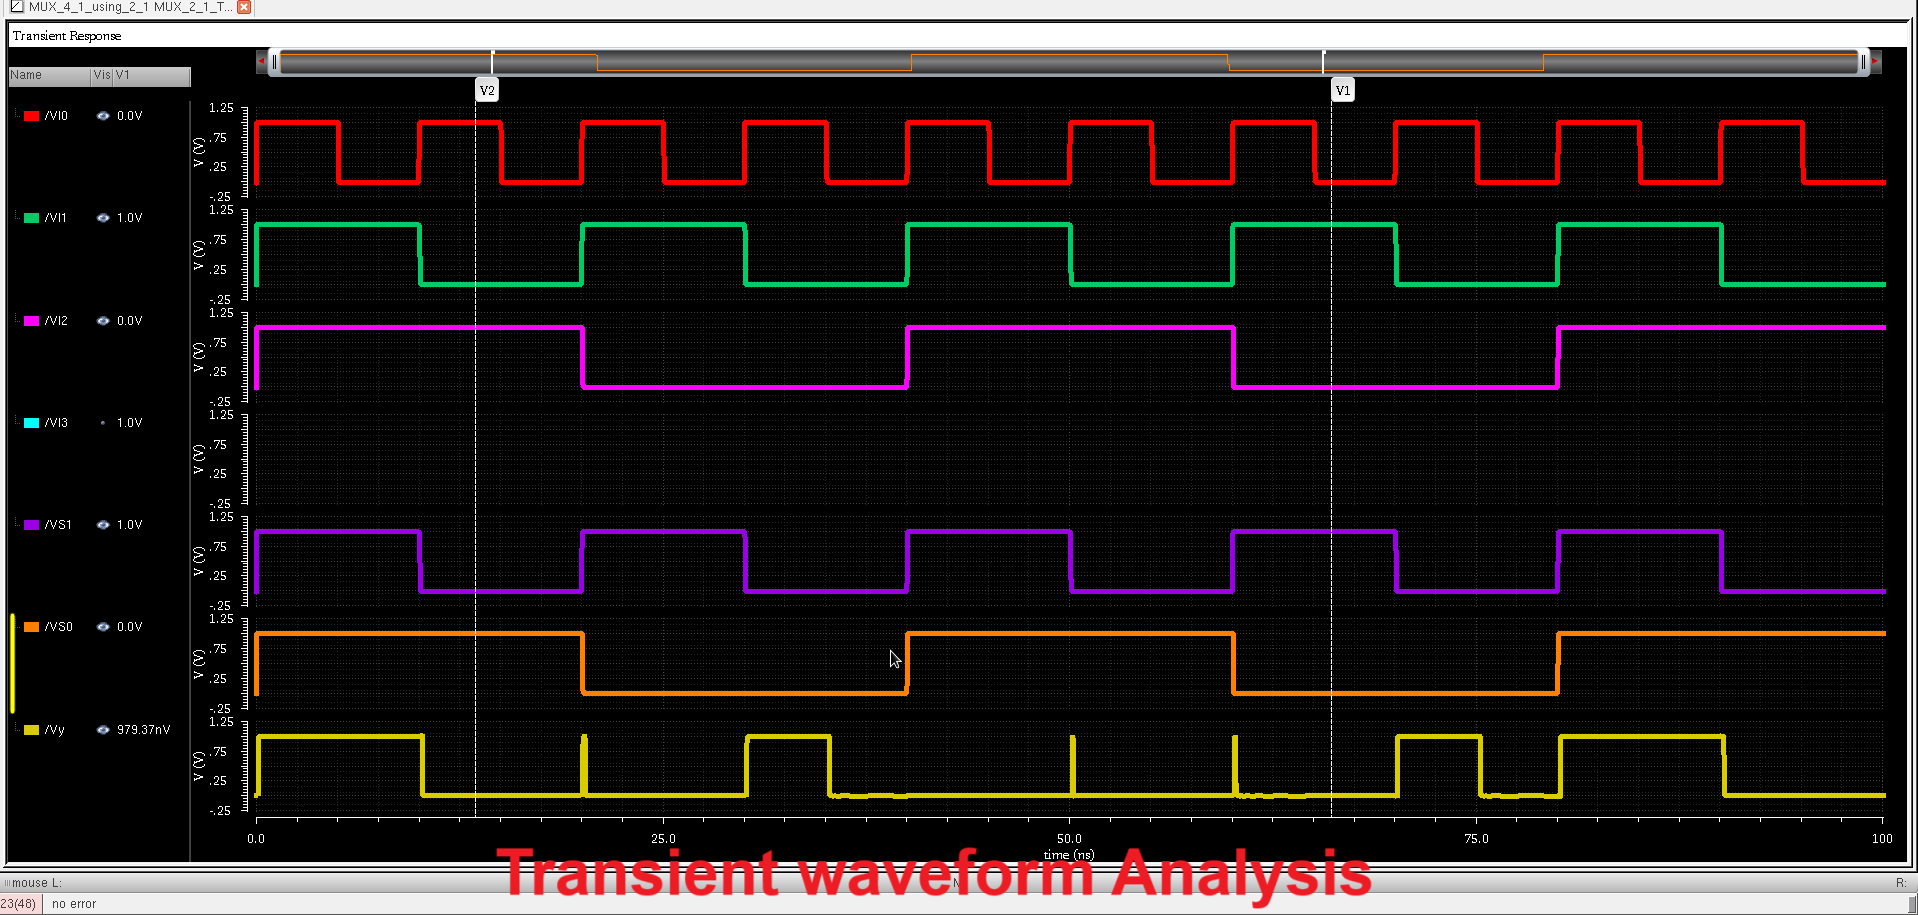 MUX_4_1_using_2_1 MUX_2_1_T...
Transient Response
Name Vis V1
V2 V1
/VI0 0.0V
1.25
.75
.25
-.25
V (V)
/VI1 1.0V
1.25
.75
.25
-.25
V (V)
/VI2 0.0V
1.25
.75
.25
-.25
V (V)
/VI3 1.0V
1.25
.75
.25
-.25
V (V)
/VS1 1.0V
1.25
.75
.25
-.25
V (V)
/VS0 0.0V
1.25
.75
.25
-.25
V (V)
/Vy 979.37nV
1.25
.75
.25
-.25
V (V)
0.0 25.0 50.0 75.0 100
time (ns)
Transient waveform Analysis
mouse L: R:
23(48) no error